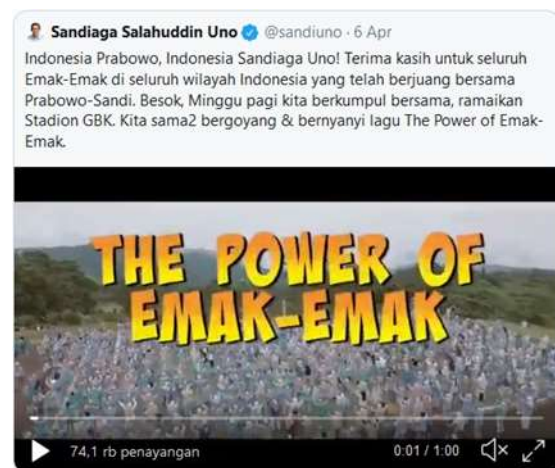 Sandiaga Salahuddin Uno @sandiuno · 6 Apr
Indonesia Prabowo, Indonesia Sandiaga Uno! Terima kasih untuk seluruh
Emak-Emak di seluruh wilayah Indonesia yang telah berjuang bersama
Prabowo-Sandi. Besok, Minggu pagi kita berkumpul bersama, ramaikan
Stadion GBK. Kita sama2 bergoyang & bernyanyi lagu The Power of Emak-
Emak.
THE POWER OF
EMAK-EMAK
74,1 rb penayangan
0:01 / 1:00